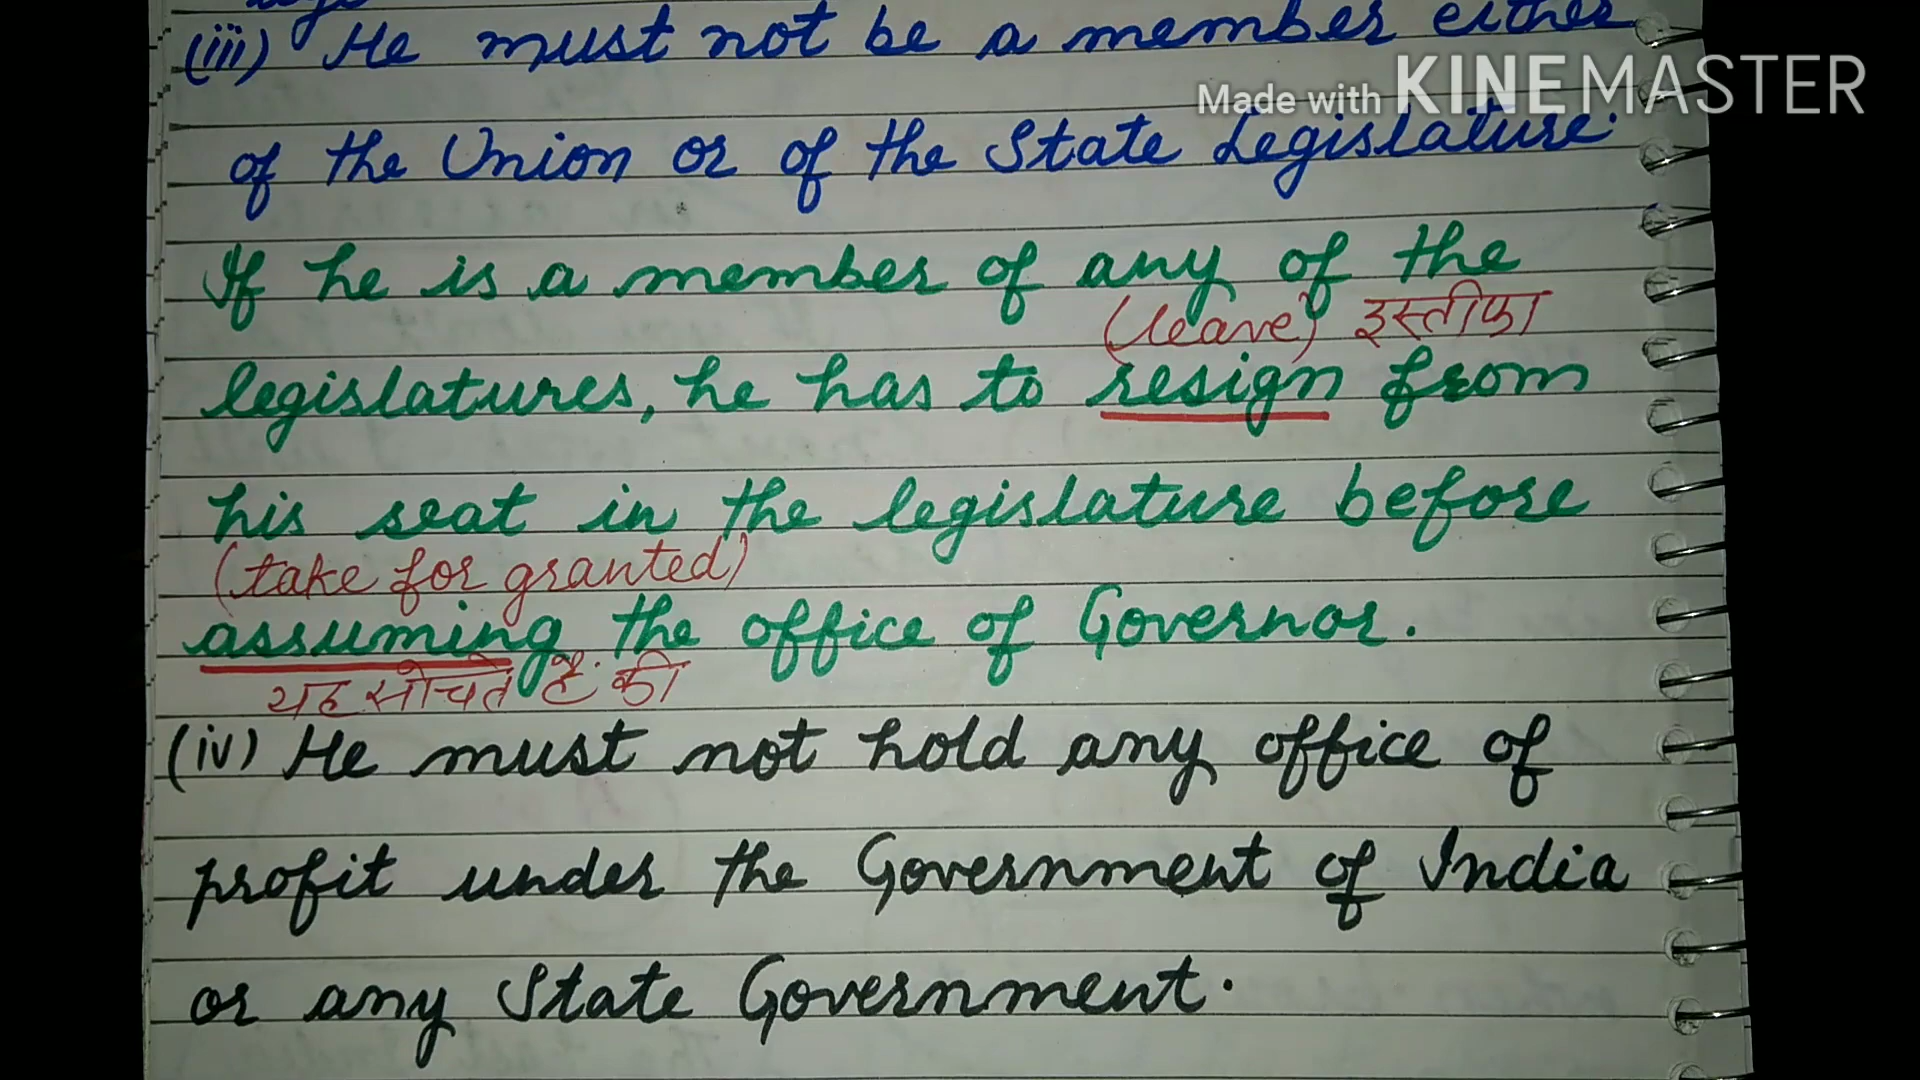 (iii) He must not be a member either
Made with KINEMASTER
of the Union or of the State Legislature.
If he is a member of any of the
(leave) इस्तीफा
legislatures, he has to resign from
his seat in the legislature before
(take for granted)
assuming the office of Governor.
यह सोचते हैं की
(iv) He must not hold any office of
profit under the Government of India
or any State Government.